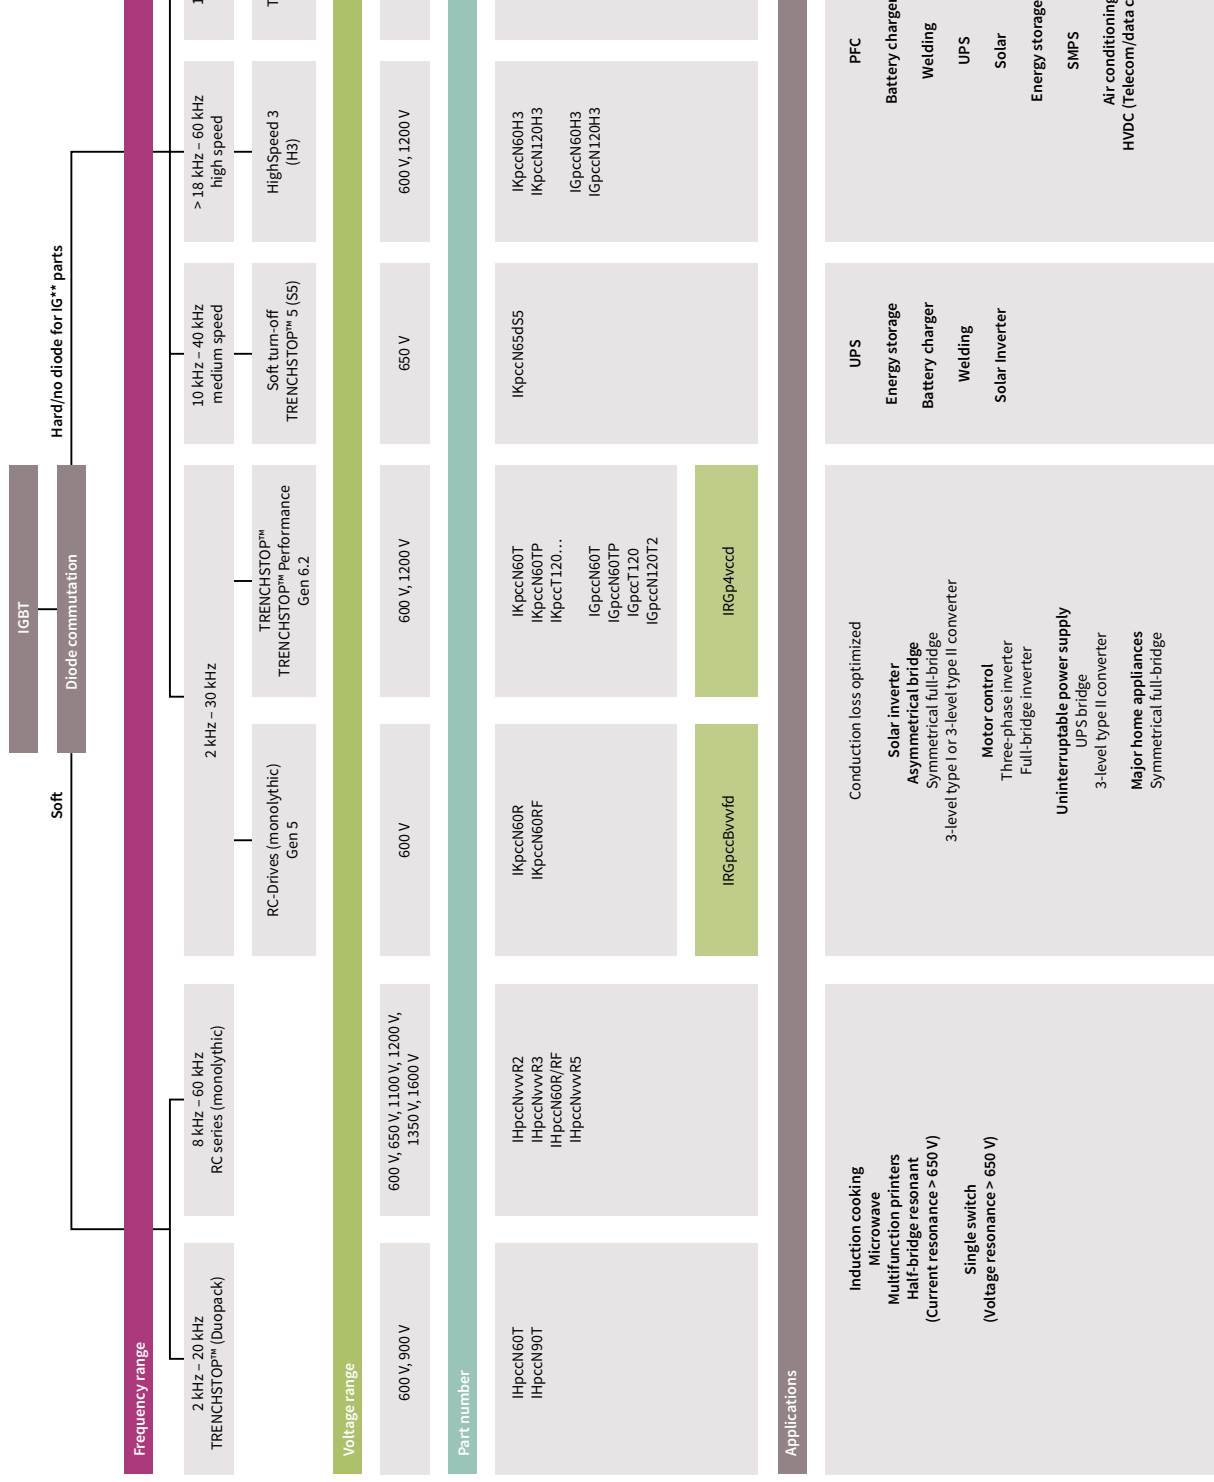 IGBT
Diode commutation
Soft
Hard/no diode for IG** parts
Frequency range
2 kHz – 20 kHz
TRENCHSTOP™ (Duopack)
8 kHz – 60 kHz
RC series (monolythic)
2 kHz – 30 kHz
10 kHz – 40 kHz
medium speed
> 18 kHz – 60 kHz
high speed
RC-Drives (monolythic)
Gen 5
TRENCHSTOP™
TRENCHSTOP™ Performance
Gen 6.2
Soft turn-off
TRENCHSTOP™ 5 (S5)
HighSpeed 3
(H3)
Voltage range
600 V, 900 V
600 V, 650 V, 1100 V, 1200 V,
1350 V, 1600 V
600 V
600 V, 1200 V
650 V
600 V, 1200 V
Part number
IHpccN60T
IHpccN90T
IHpccNvvvR2
IHpccNvvvR3
IHpccN60R/RF
IHpccNvvvR5
IKpccN60R
IKpccN60RF
IRGpccBvvvfd
IKpccN60T
IKpccN60TP
IKpccT120...
IGpccN60T
IGpccN60TP
IGpccT120
IGpccN120T2
IRGp4vccd
IKpccN65dS5
IKpccN60H3
IKpccN120H3
IGpccN60H3
IGpccN120H3
Applications
Induction cooking
Microwave
Multifunction printers
Half-bridge resonant
(Current resonance > 650 V)
Single switch
(Voltage resonance > 650 V)
Conduction loss optimized
Solar inverter
Asymmetrical bridge
Symmetrical full-bridge
3-level type I or 3-level type II converter
Motor control
Three-phase inverter
Full-bridge inverter
Uninterruptable power supply
UPS bridge
3-level type II converter
Major home appliances
Symmetrical full-bridge
UPS
Energy storage
Battery charger
Welding
Solar Inverter
PFC
Battery charger
Welding
UPS
Solar
Energy storage
SMPS
Air conditioning
HVDC (Telecom/data